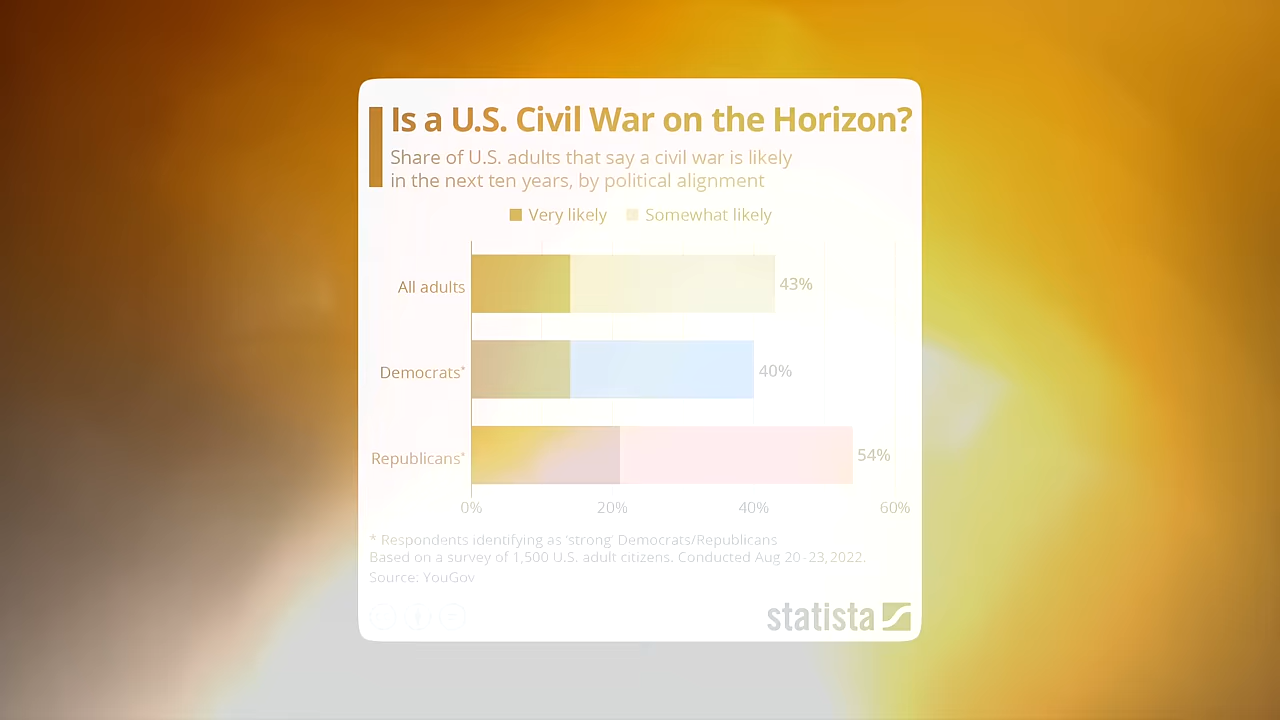 Is a U.S. Civil War on the Horizon?
Share of U.S. adults that say a civil war is likely
in the next ten years, by political alignment
Very likely Somewhat likely
All adults 43%
Democrats* 40%
Republicans* 54%
0% 20% 40% 60%
* Respondents identifying as 'strong' Democrats/Republicans
Based on a survey of 1,500 U.S. adult citizens. Conducted Aug 20-23, 2022.
Source: YouGov
statista